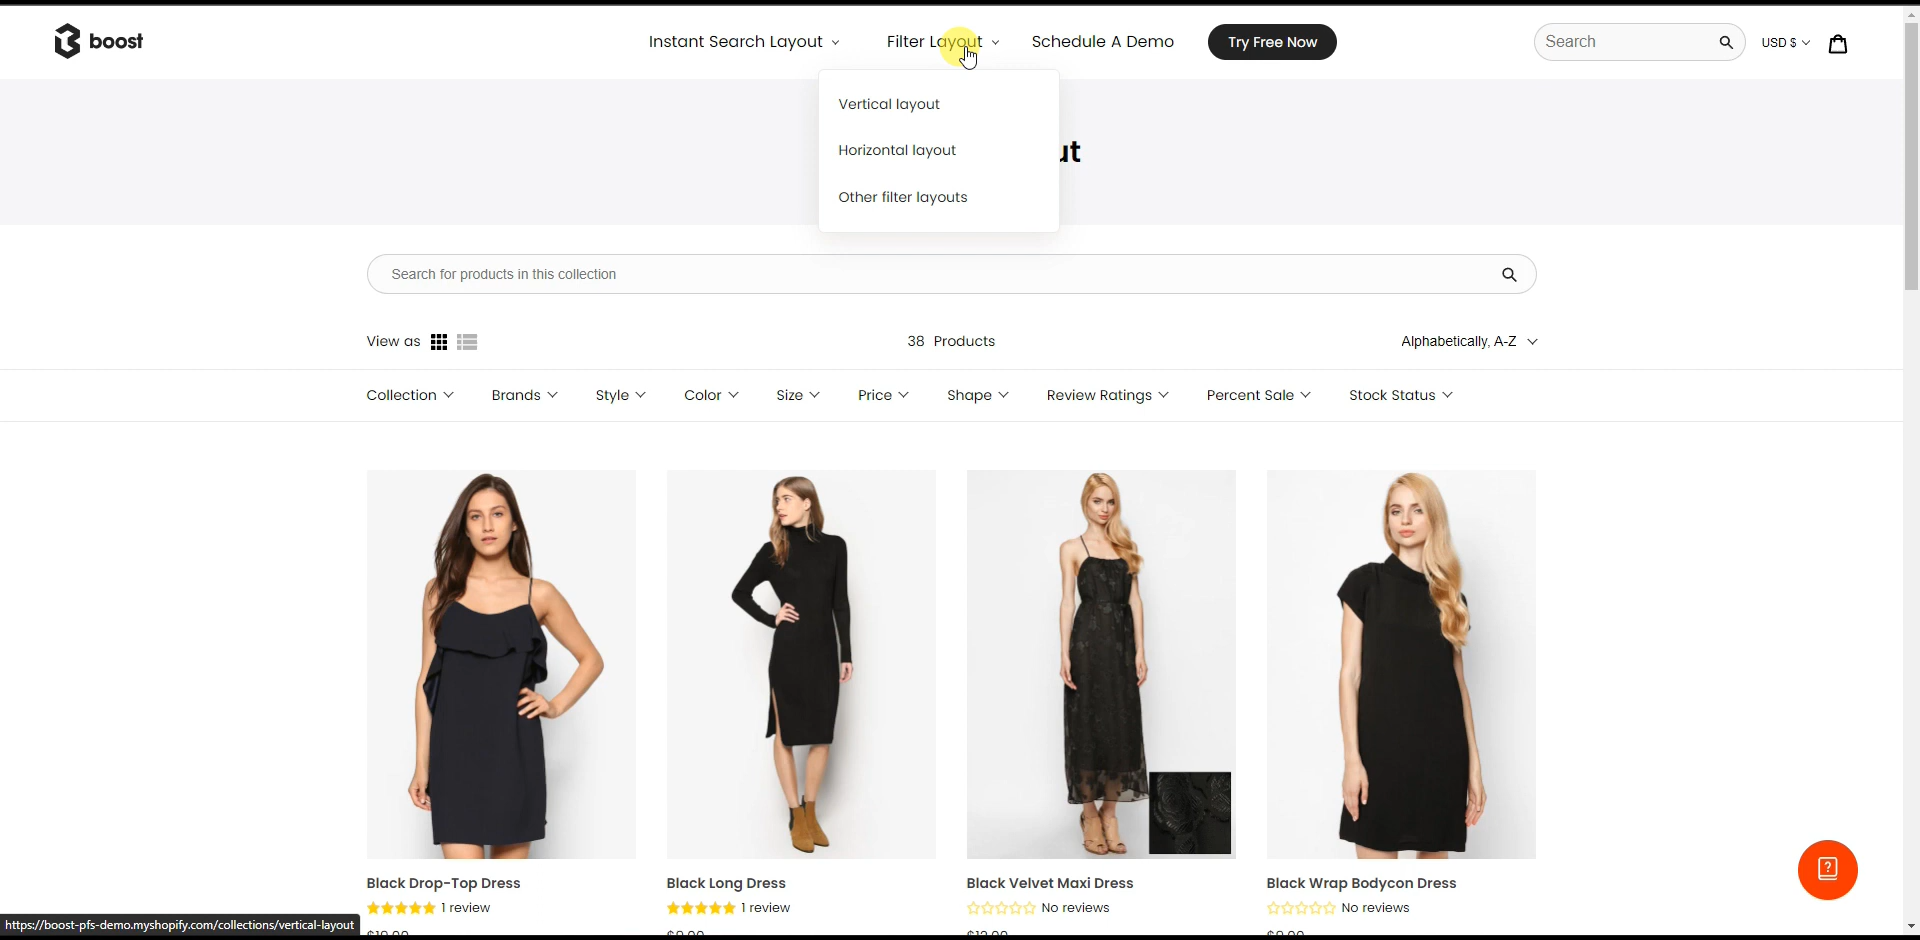 boost
Instant Search Layout
Filter Layout
Schedule A Demo
Try Free Now
Search
USD $
Vertical layout
Horizontal layout
Other filter layouts
ut
Search for products in this collection
View as
38 Products
Alphabetically, A-Z
Collection
Brands
Style
Color
Size
Price
Shape
Review Ratings
Percent Sale
Stock Status
Black Drop-Top Dress
1 review
Black Long Dress
1 review
Black Velvet Maxi Dress
No reviews
Black Wrap Bodycon Dress
No reviews
https://boost-pfs-demo.myshopify.com/collections/vertical-layout